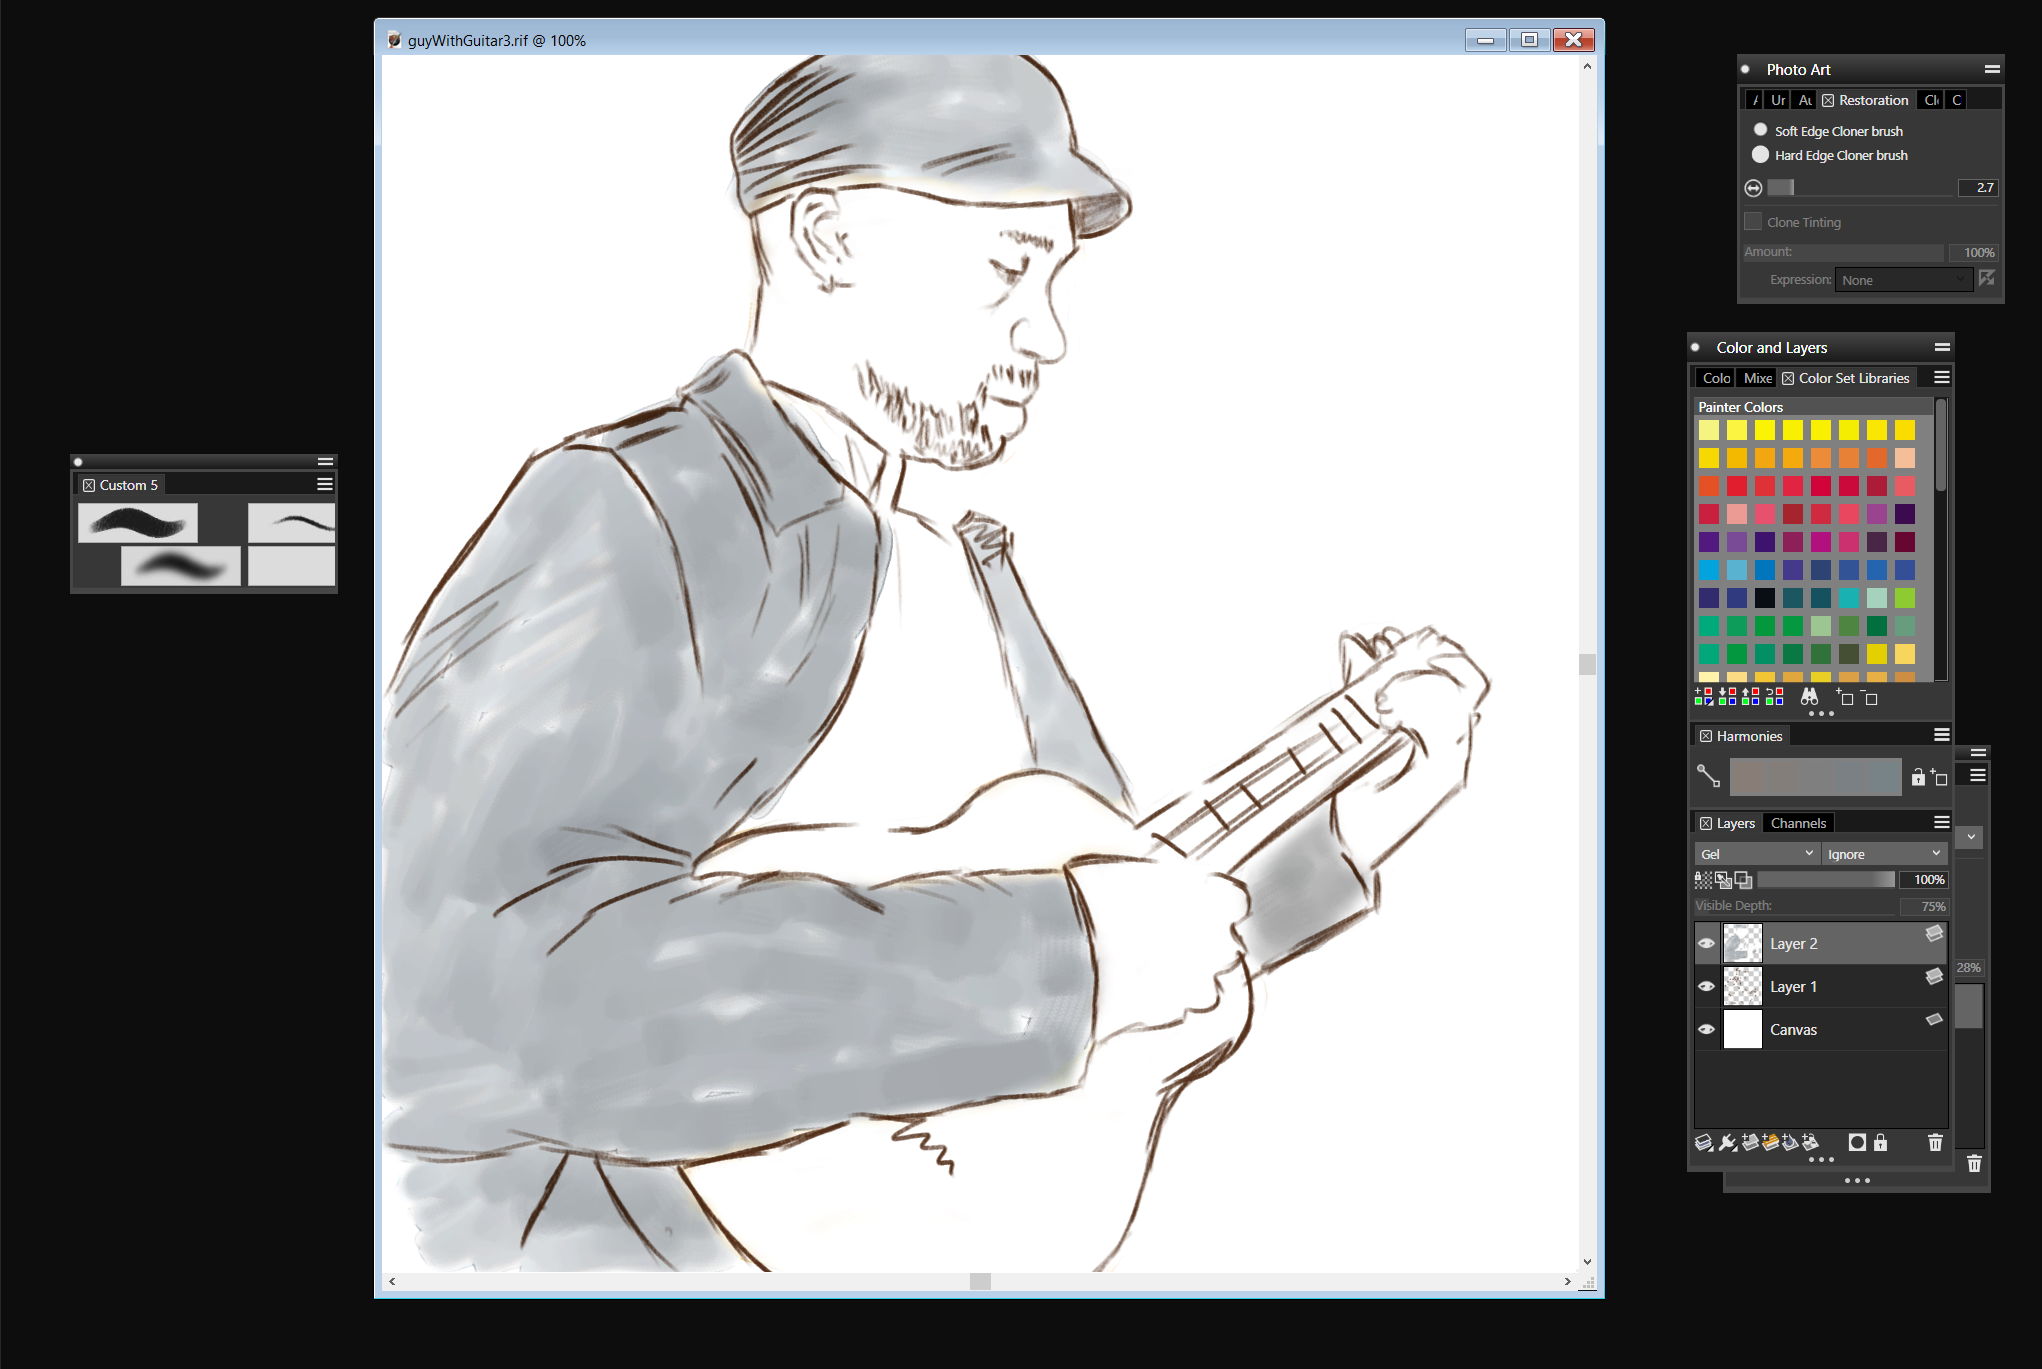 guyWithGuitar3.rif @ 100%
Custom 5
Photo Art
Ur
Restoration
C
Soft Edge Cloner brush
Hard Edge Cloner brush
2.7
Clone Tinting
Amount:
100%
Expression:
None
Color and Layers
Colo
Mixe
Color Set Libraries
Painter Colors
Harmonies
Layers
Channels
Gel
Ignore
100%
Visible Depth:
75%
Layer 2
28%
Layer 1
Canvas